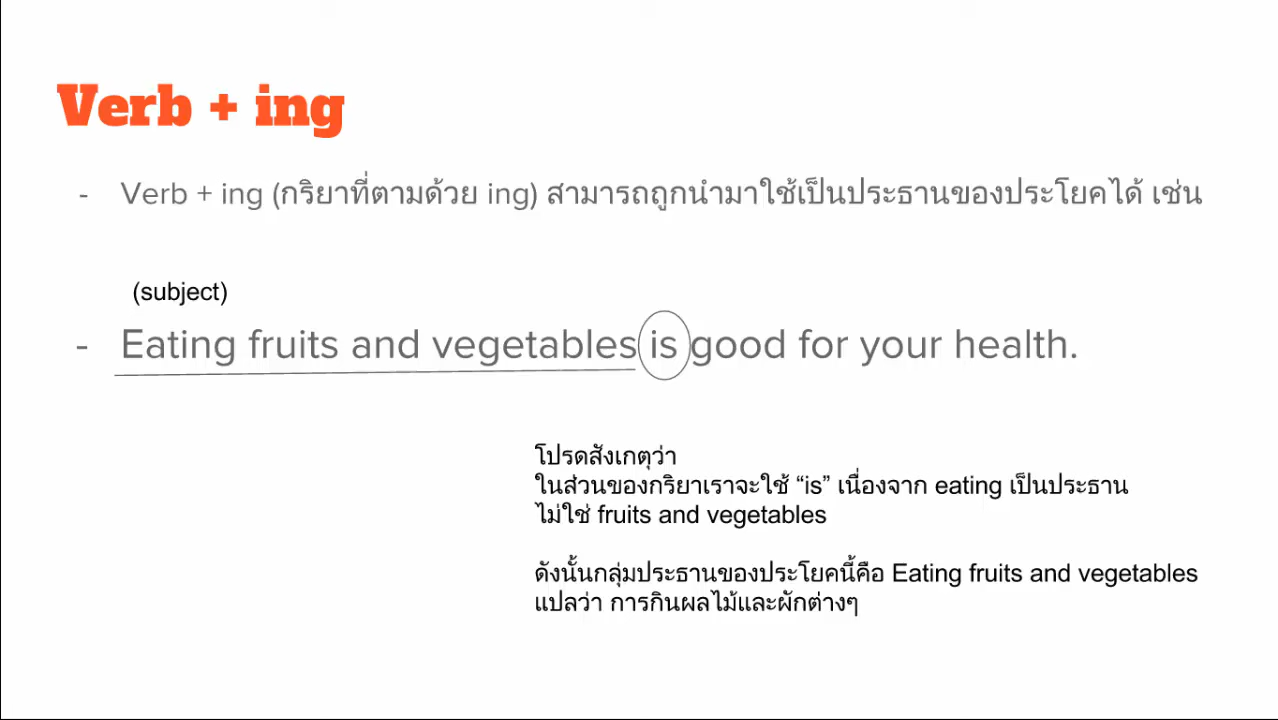 Verb + ing
- Verb + ing (กริยาที่ตามด้วย ing) สามารถถูกนำมาใช้เป็นประธานของประโยคได้ เช่น
(subject)
- Eating fruits and vegetables is good for your health.
โปรดสังเกตุว่า
ในส่วนของกริยาเราจะใช้ “is” เนื่องจาก eating เป็นประธาน
ไม่ใช่ fruits and vegetables
ดังนั้นกลุ่มประธานของประโยคนี้คือ Eating fruits and vegetables
แปลว่า การกินผลไม้และผักต่างๆ